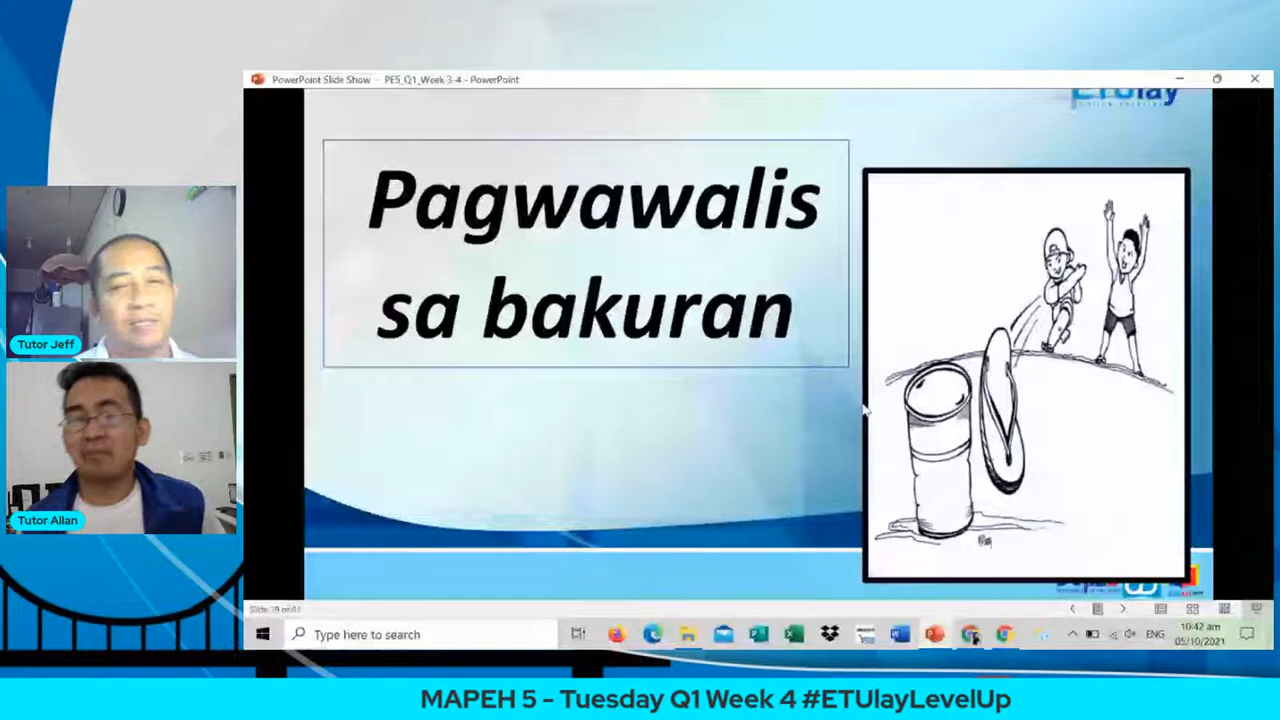 PowerPoint Slide Show - PE5_Q1_Week 3-4 - PowerPoint
ETUlay
Pagwawalis
sa bakuran
Tutor Jeff
Tutor Allan
Type here to search
ENG
10:42 am
05/10/2021
MAPEH 5 - Tuesday Q1 Week 4 #ETUlayLevelUp